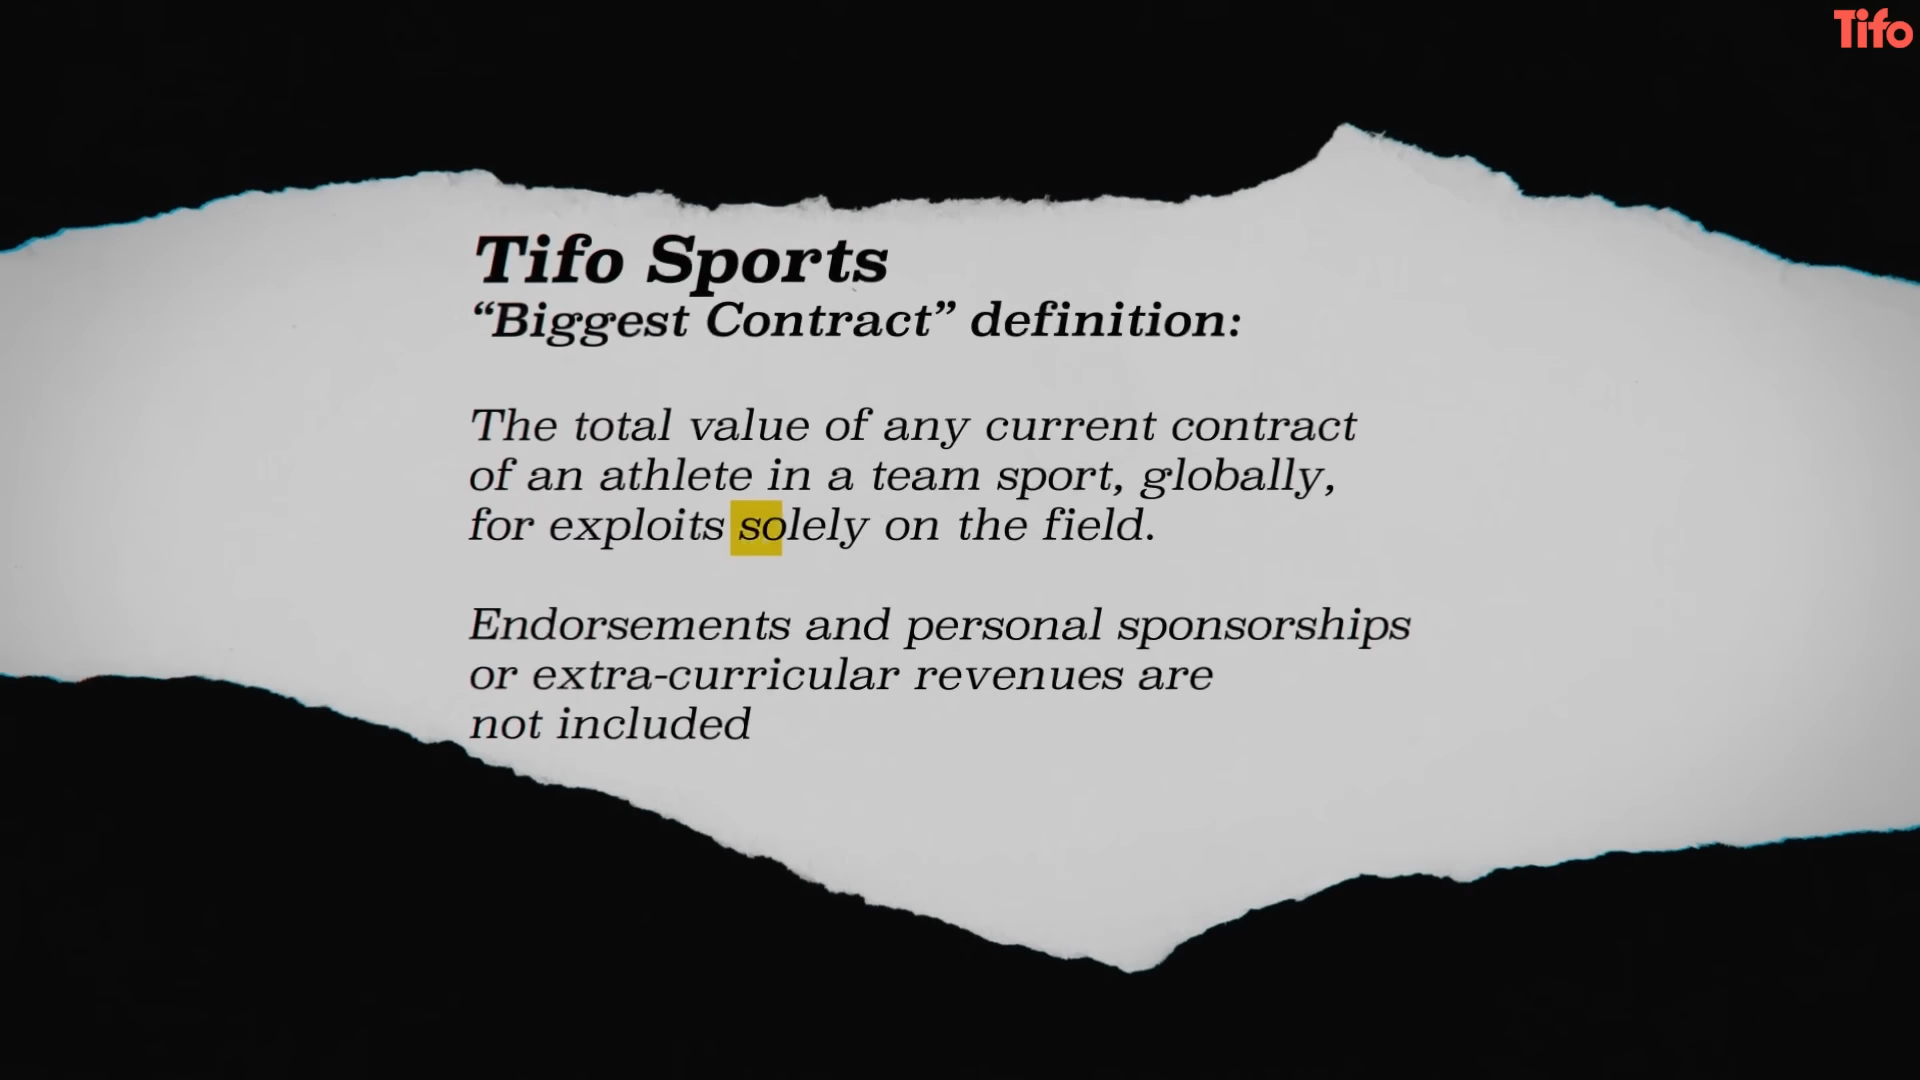 Tifo
Tifo Sports
“Biggest Contract” definition:
The total value of any current contract
of an athlete in a team sport, globally,
for exploits solely on the field.
Endorsements and personal sponsorships
or extra-curricular revenues are
not included